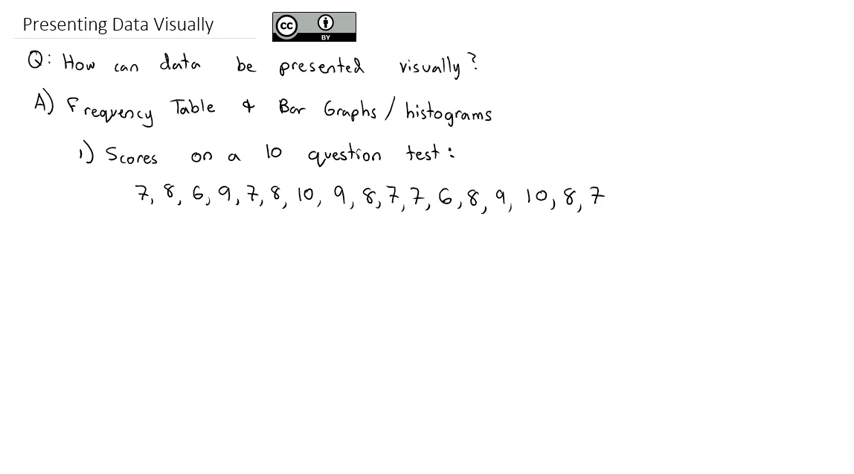 Presenting Data Visually
CC BY
Q: How can data be presented visually?
A) Frequency Table & Bar Graphs / histograms
1) Scores on a 10 question test:
7, 8, 6, 9, 7, 8, 10, 9, 8, 7, 7, 6, 8, 9, 10, 8, 7